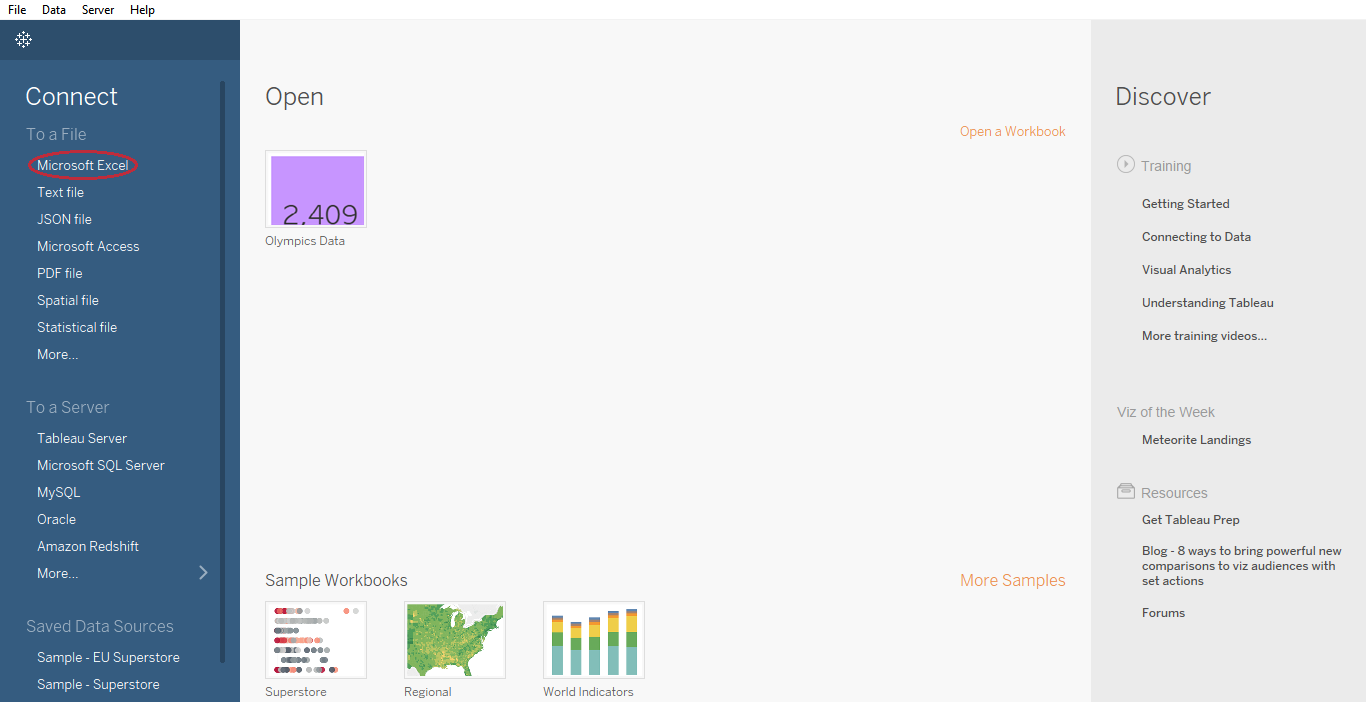 File Data Server Help
Connect
To a File
Microsoft Excel
Text file
JSON file
Microsoft Access
PDF file
Spatial file
Statistical file
More...
To a Server
Tableau Server
Microsoft SQL Server
MySQL
Oracle
Amazon Redshift
More...
Saved Data Sources
Sample - EU Superstore
Sample - Superstore
Open
Open a Workbook
2,409
Olympics Data
Sample Workbooks
More Samples
Superstore
Regional
World Indicators
Discover
Training
Getting Started
Connecting to Data
Visual Analytics
Understanding Tableau
More training videos...
Viz of the Week
Meteorite Landings
Resources
Get Tableau Prep
Blog - 8 ways to bring powerful new
comparisons to viz audiences with
set actions
Forums